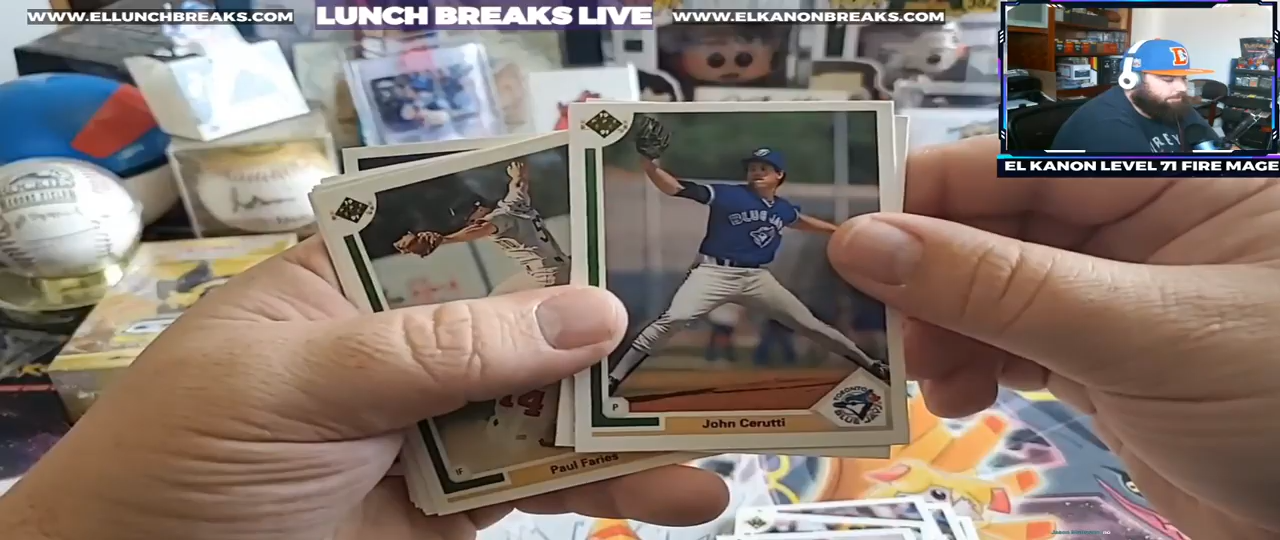 WWW.ELLUNCHBREAKS.COM
LUNCH BREAKS LIVE
WWW.ELKANONBREAKS.COM
EL KANON LEVEL 71 FIRE MAGE
BLUE JA
P
TORONTO
BLUE JAYS
John Cerutti
IF
Paul Faries